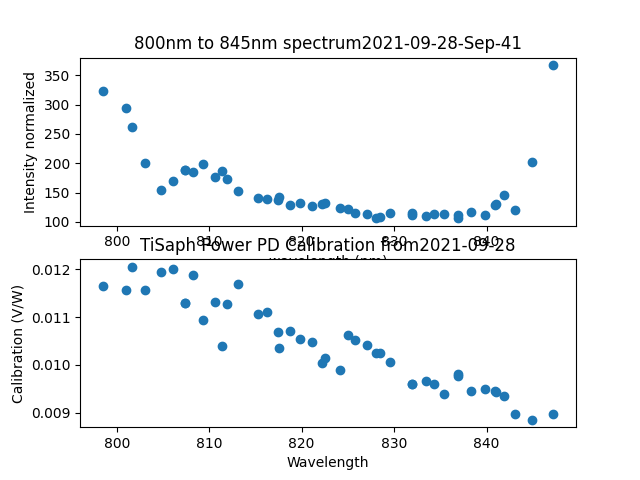 800nm to 845nm spectrum2021-09-28-Sep-41
Intensity normalized
350
300
250
200
150
100
800 810 820 830 840
wavelength (nm)
TiSaph Power PD Calibration from2021-09-28
Calibration (V/W)
0.012
0.011
0.010
0.009
800 810 820 830 840
Wavelength